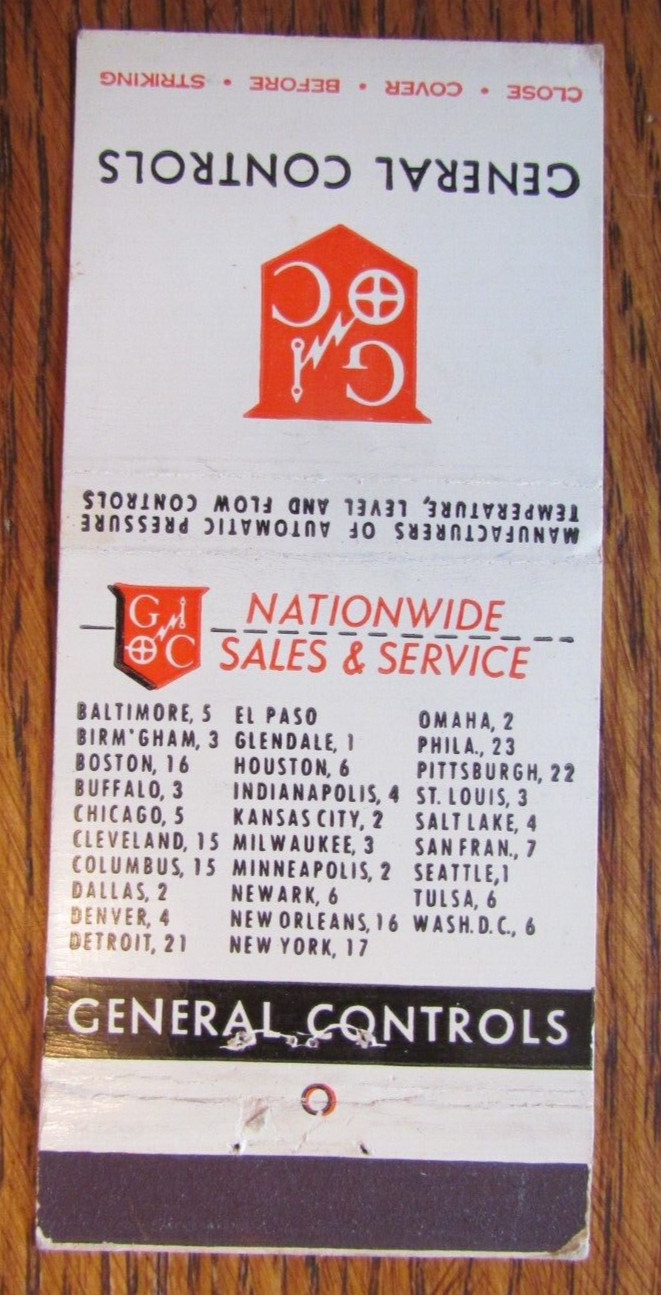 CLOSE • COVER • BEFORE • STRIKING
GENERAL CONTROLS
G C
MANUFACTURERS OF AUTOMATIC PRESSURE
TEMPERATURE, LEVEL AND FLOW CONTROLS
G C
NATIONWIDE
SALES & SERVICE
BALTIMORE, 5
BIRM'GHAM, 3
BOSTON, 16
BUFFALO, 3
CHICAGO, 5
CLEVELAND, 15
COLUMBUS, 15
DALLAS, 2
DENVER, 4
DETROIT, 21
EL PASO
GLENDALE, 1
HOUSTON, 6
INDIANAPOLIS, 4
KANSAS CITY, 2
MILWAUKEE, 3
MINNEAPOLIS, 2
NEWARK, 6
NEW ORLEANS, 16
NEW YORK, 17
OMAHA, 2
PHILA., 23
PITTSBURGH, 22
ST. LOUIS, 3
SALT LAKE, 4
SAN FRAN., 7
SEATTLE, 1
TULSA, 6
WASH. D.C., 6
GENERAL CONTROLS